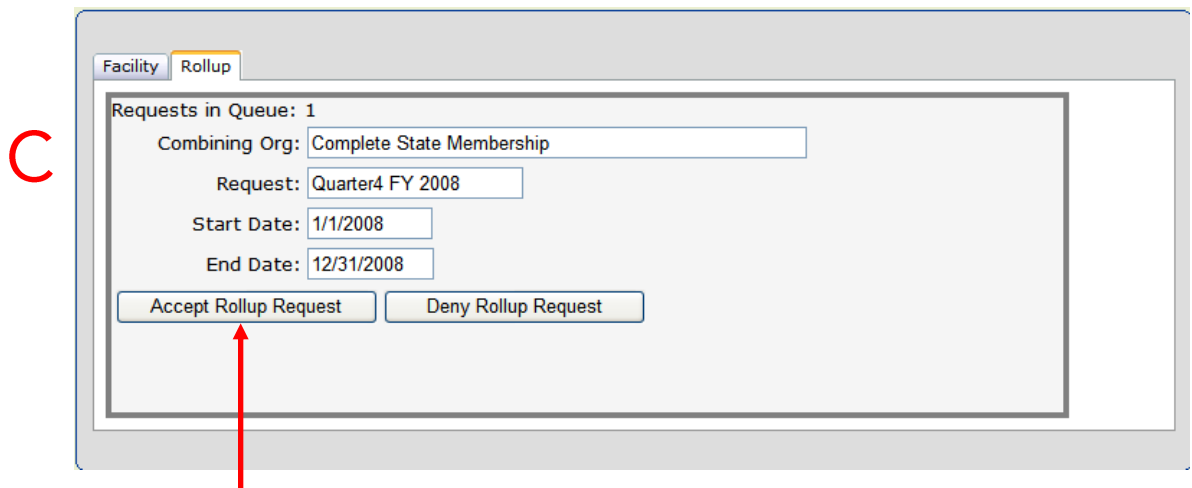 Facility Rollup
Requests in Queue: 1
C
Combining Org: Complete State Membership
Request: Quarter4 FY 2008
Start Date: 1/1/2008
End Date: 12/31/2008
Accept Rollup Request Deny Rollup Request